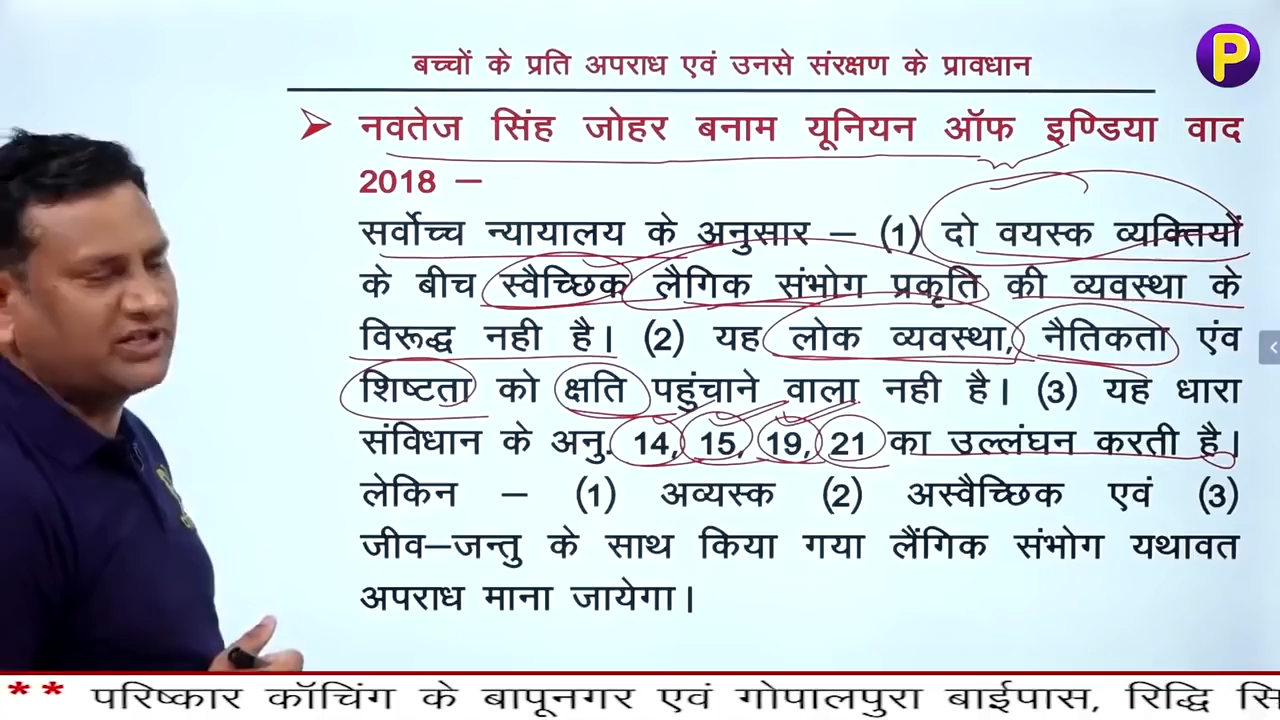 बच्चों के प्रति अपराध एवं उनसे संरक्षण के प्रावधान
P
नवतेज सिंह जोहर बनाम यूनियन ऑफ इण्डिया वाद
2018 –
सर्वोच्च न्यायालय के अनुसार – (1) दो वयस्क व्यक्तियों
के बीच स्वैच्छिक लैगिक संभोग प्रकृति की व्यवस्था के
विरूद्ध नही है। (2) यह लोक व्यवस्था, नैतिकता एंव
शिष्टता को क्षति पहुंचाने वाला नही है। (3) यह धारा
संविधान के अनु. 14, 15, 19, 21 का उल्लंघन करती है।
लेकिन – (1) अव्यस्क (2) अस्वैच्छिक एवं (3)
जीव–जन्तु के साथ किया गया लैंगिक संभोग यथावत
अपराध माना जायेगा।
** परिष्कार कॉचिंग के बापूनगर एवं गोपालपुरा बाईपास, रिद्धि